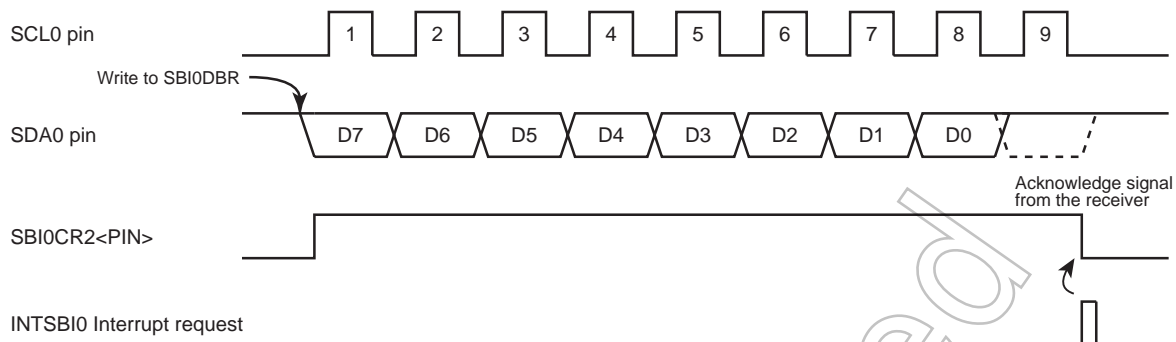 SCL0 pin
1 2 3 4 5 6 7 8 9
Write to SBI0DBR
SDA0 pin
D7 D6 D5 D4 D3 D2 D1 D0
Acknowledge signal
from the receiver
SBI0CR2<PIN>
INTSBI0 Interrupt request